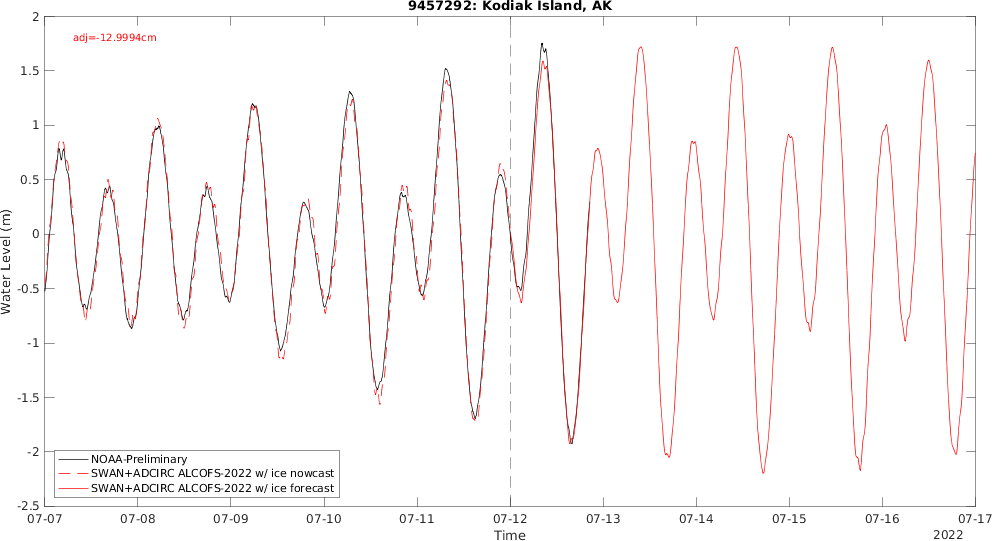 9457292: Kodiak Island, AK
adj=-12.9994cm
2
1.5
1
0.5
0
-0.5
-1
-1.5
-2
-2.5
Water Level (m)
NOAA-Preliminary
SWAN+ADCIRC ALCOFS-2022 w/ ice nowcast
SWAN+ADCIRC ALCOFS-2022 w/ ice forecast
07-07 07-08 07-09 07-10 07-11 07-12 07-13 07-14 07-15 07-16 07-17
Time
2022